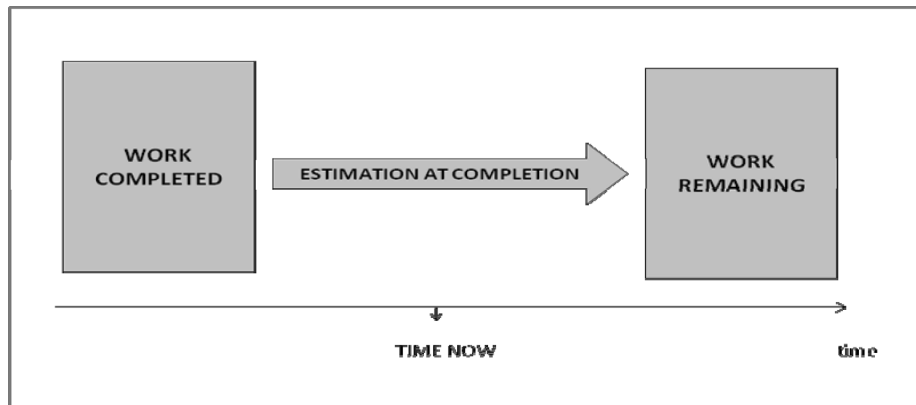 WORK
COMPLETED
ESTIMATION AT COMPLETION
WORK
REMAINING
TIME NOW
time